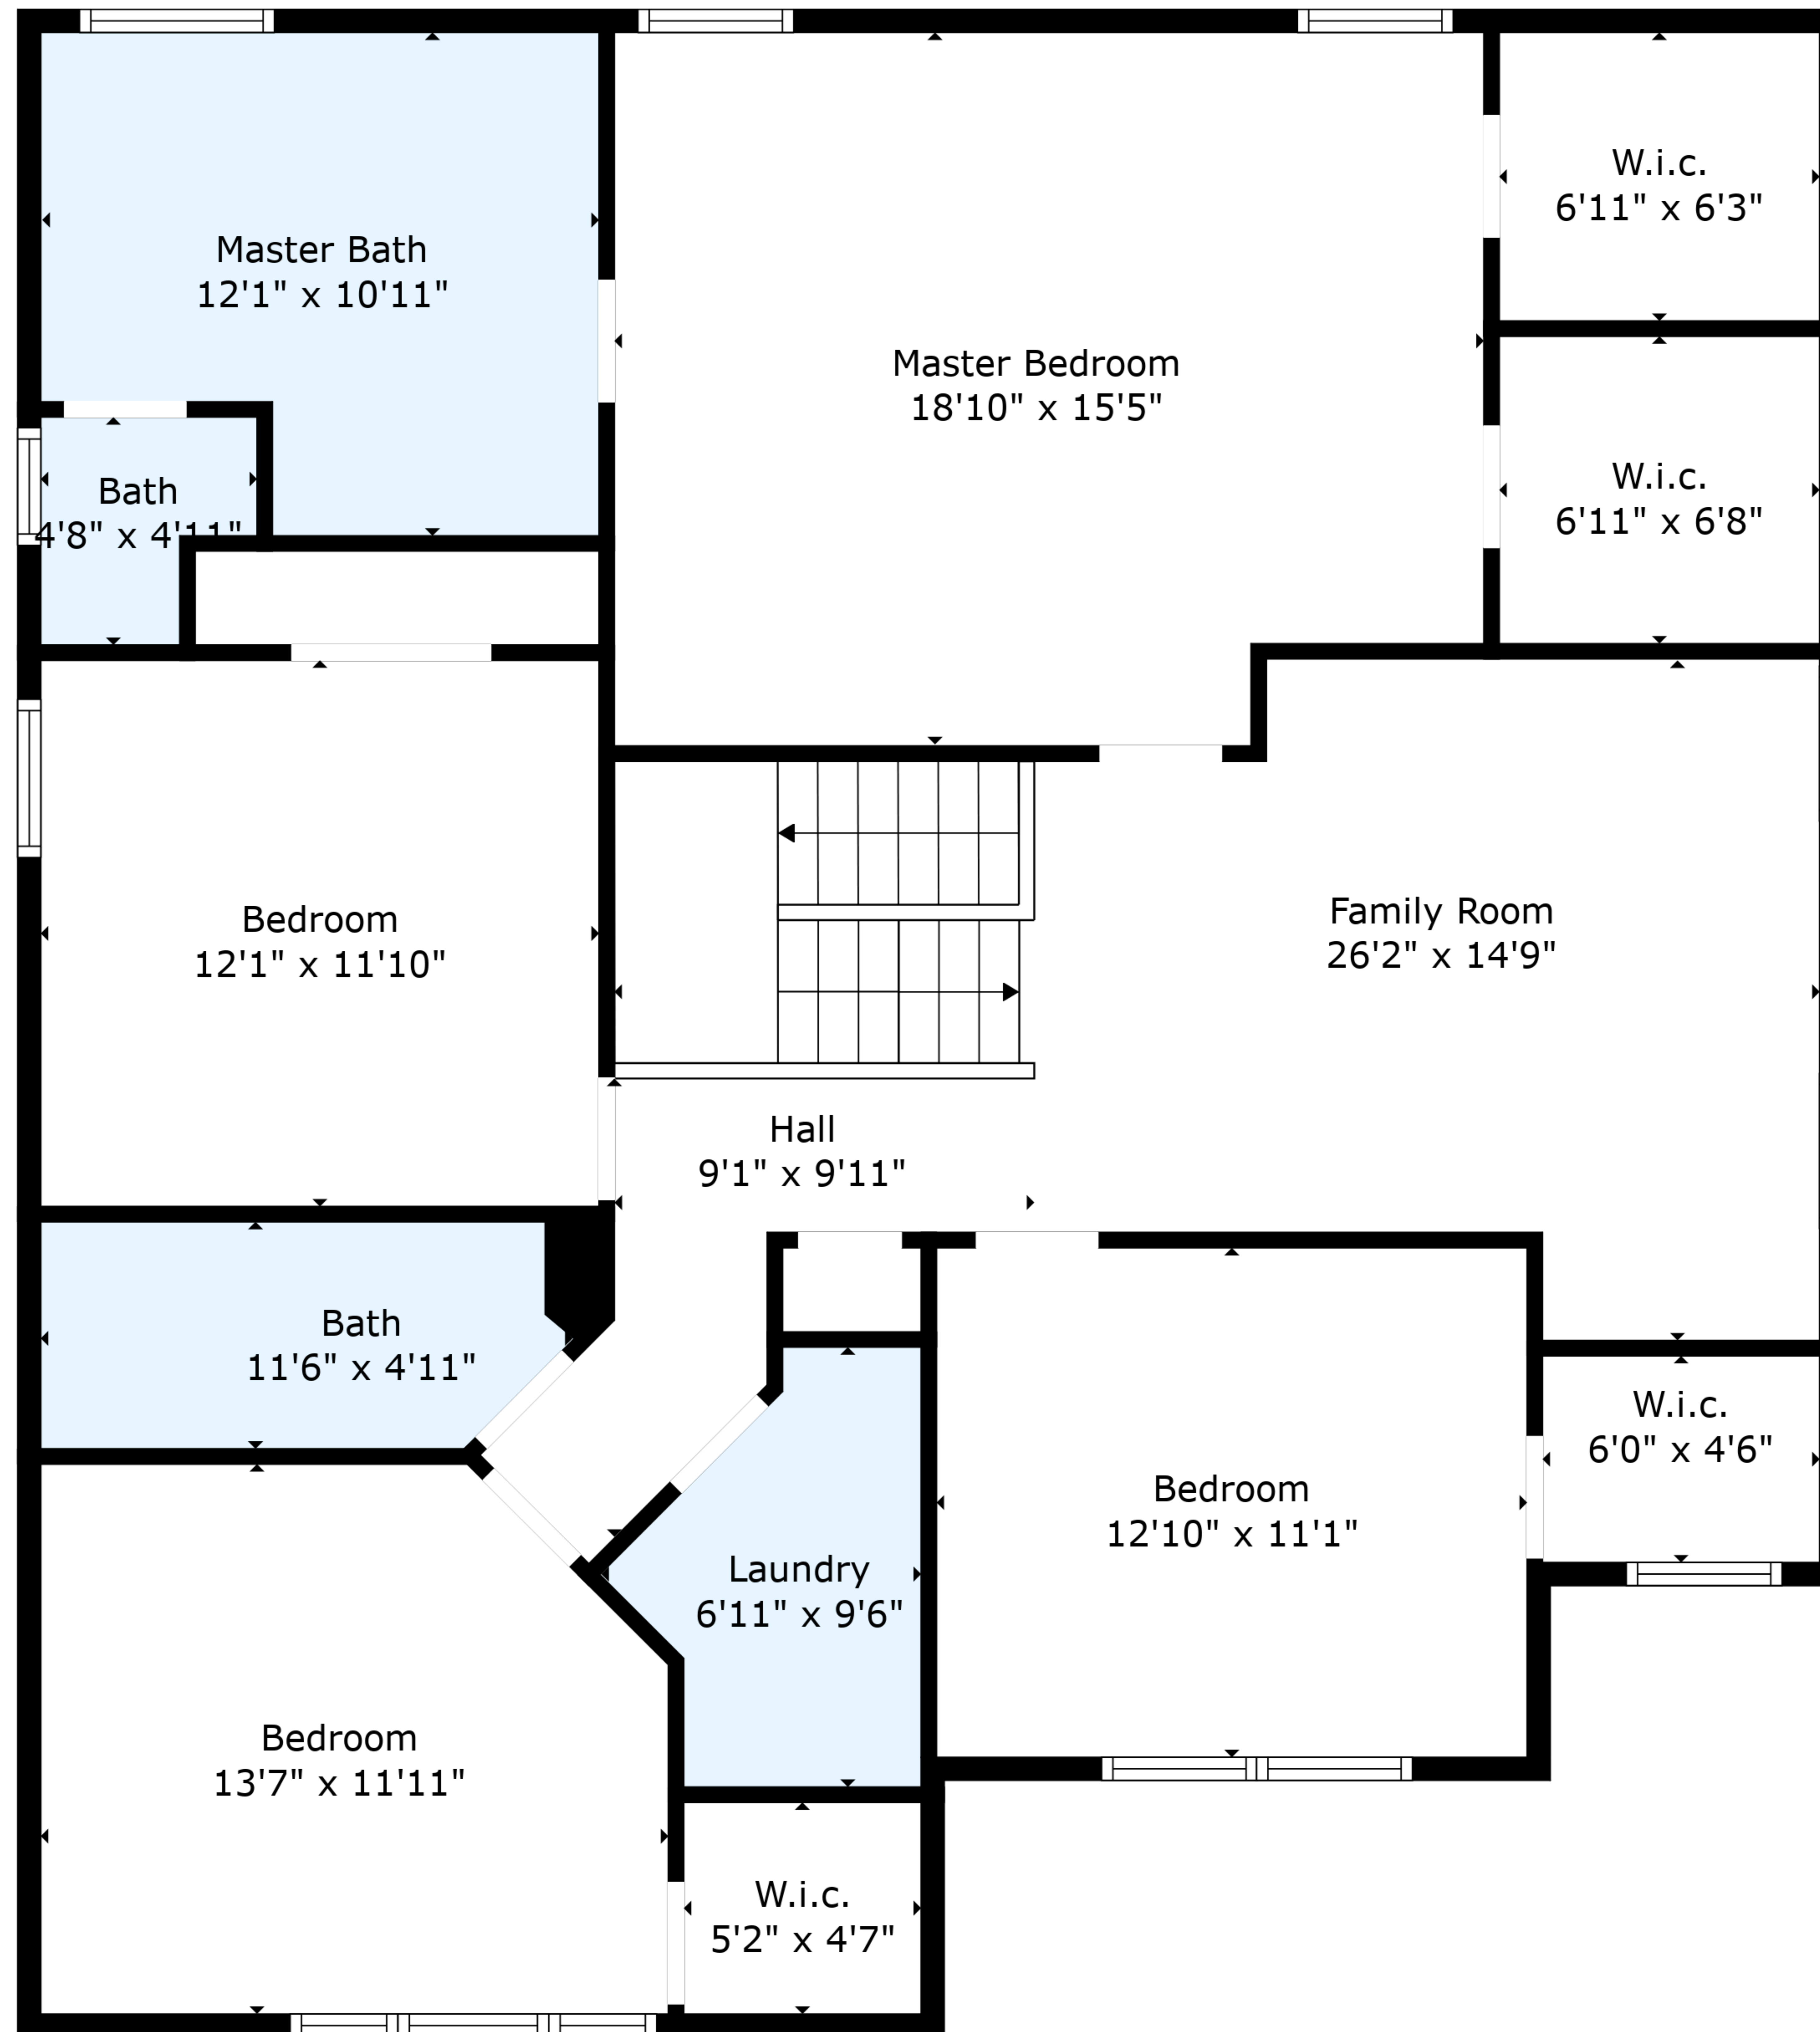 Master Bath
12'1" x 10'11"
Master Bedroom
18'10" x 15'5"
W.i.c.
6'11" x 6'3"
W.i.c.
6'11" x 6'8"
Bath
4'8" x 4'11"
Bedroom
12'1" x 11'10"
Family Room
26'2" x 14'9"
Hall
9'1" x 9'11"
Bath
11'6" x 4'11"
W.i.c.
6'0" x 4'6"
Bedroom
12'10" x 11'1"
Laundry
6'11" x 9'6"
Bedroom
13'7" x 11'11"
W.i.c.
5'2" x 4'7"